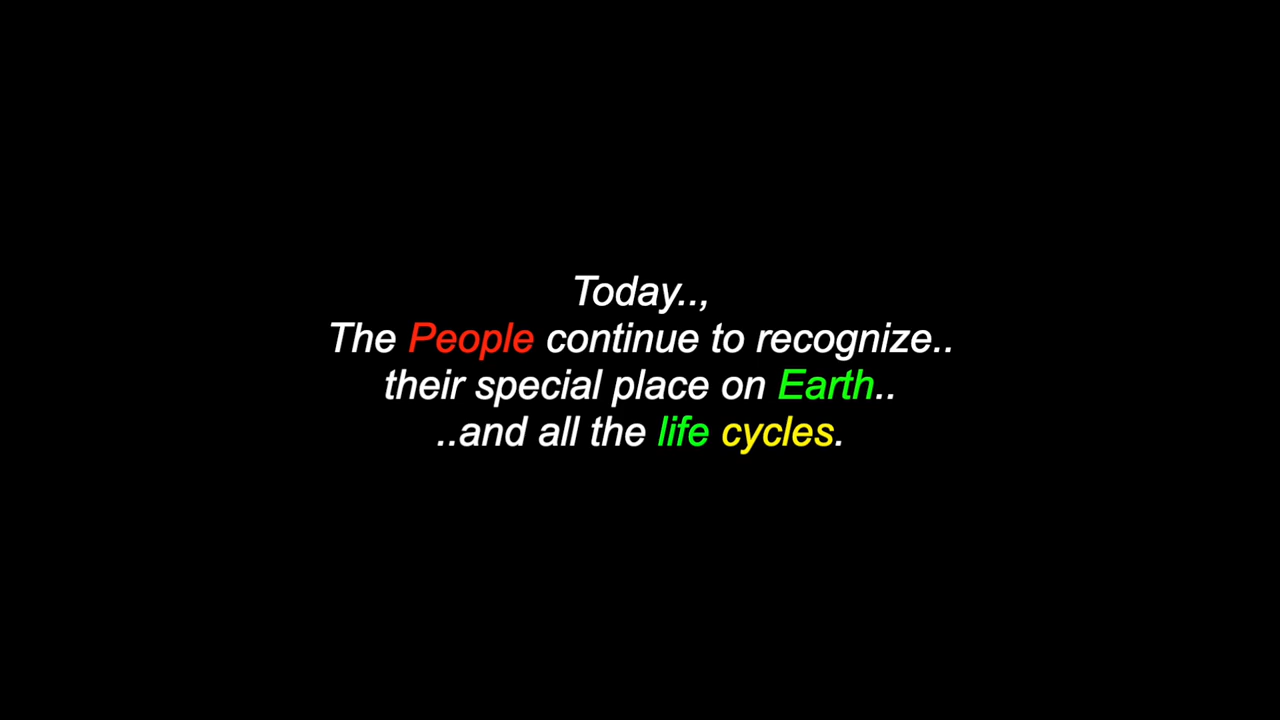 Today..,
The People continue to recognize..
their special place on Earth..
..and all the life cycles.